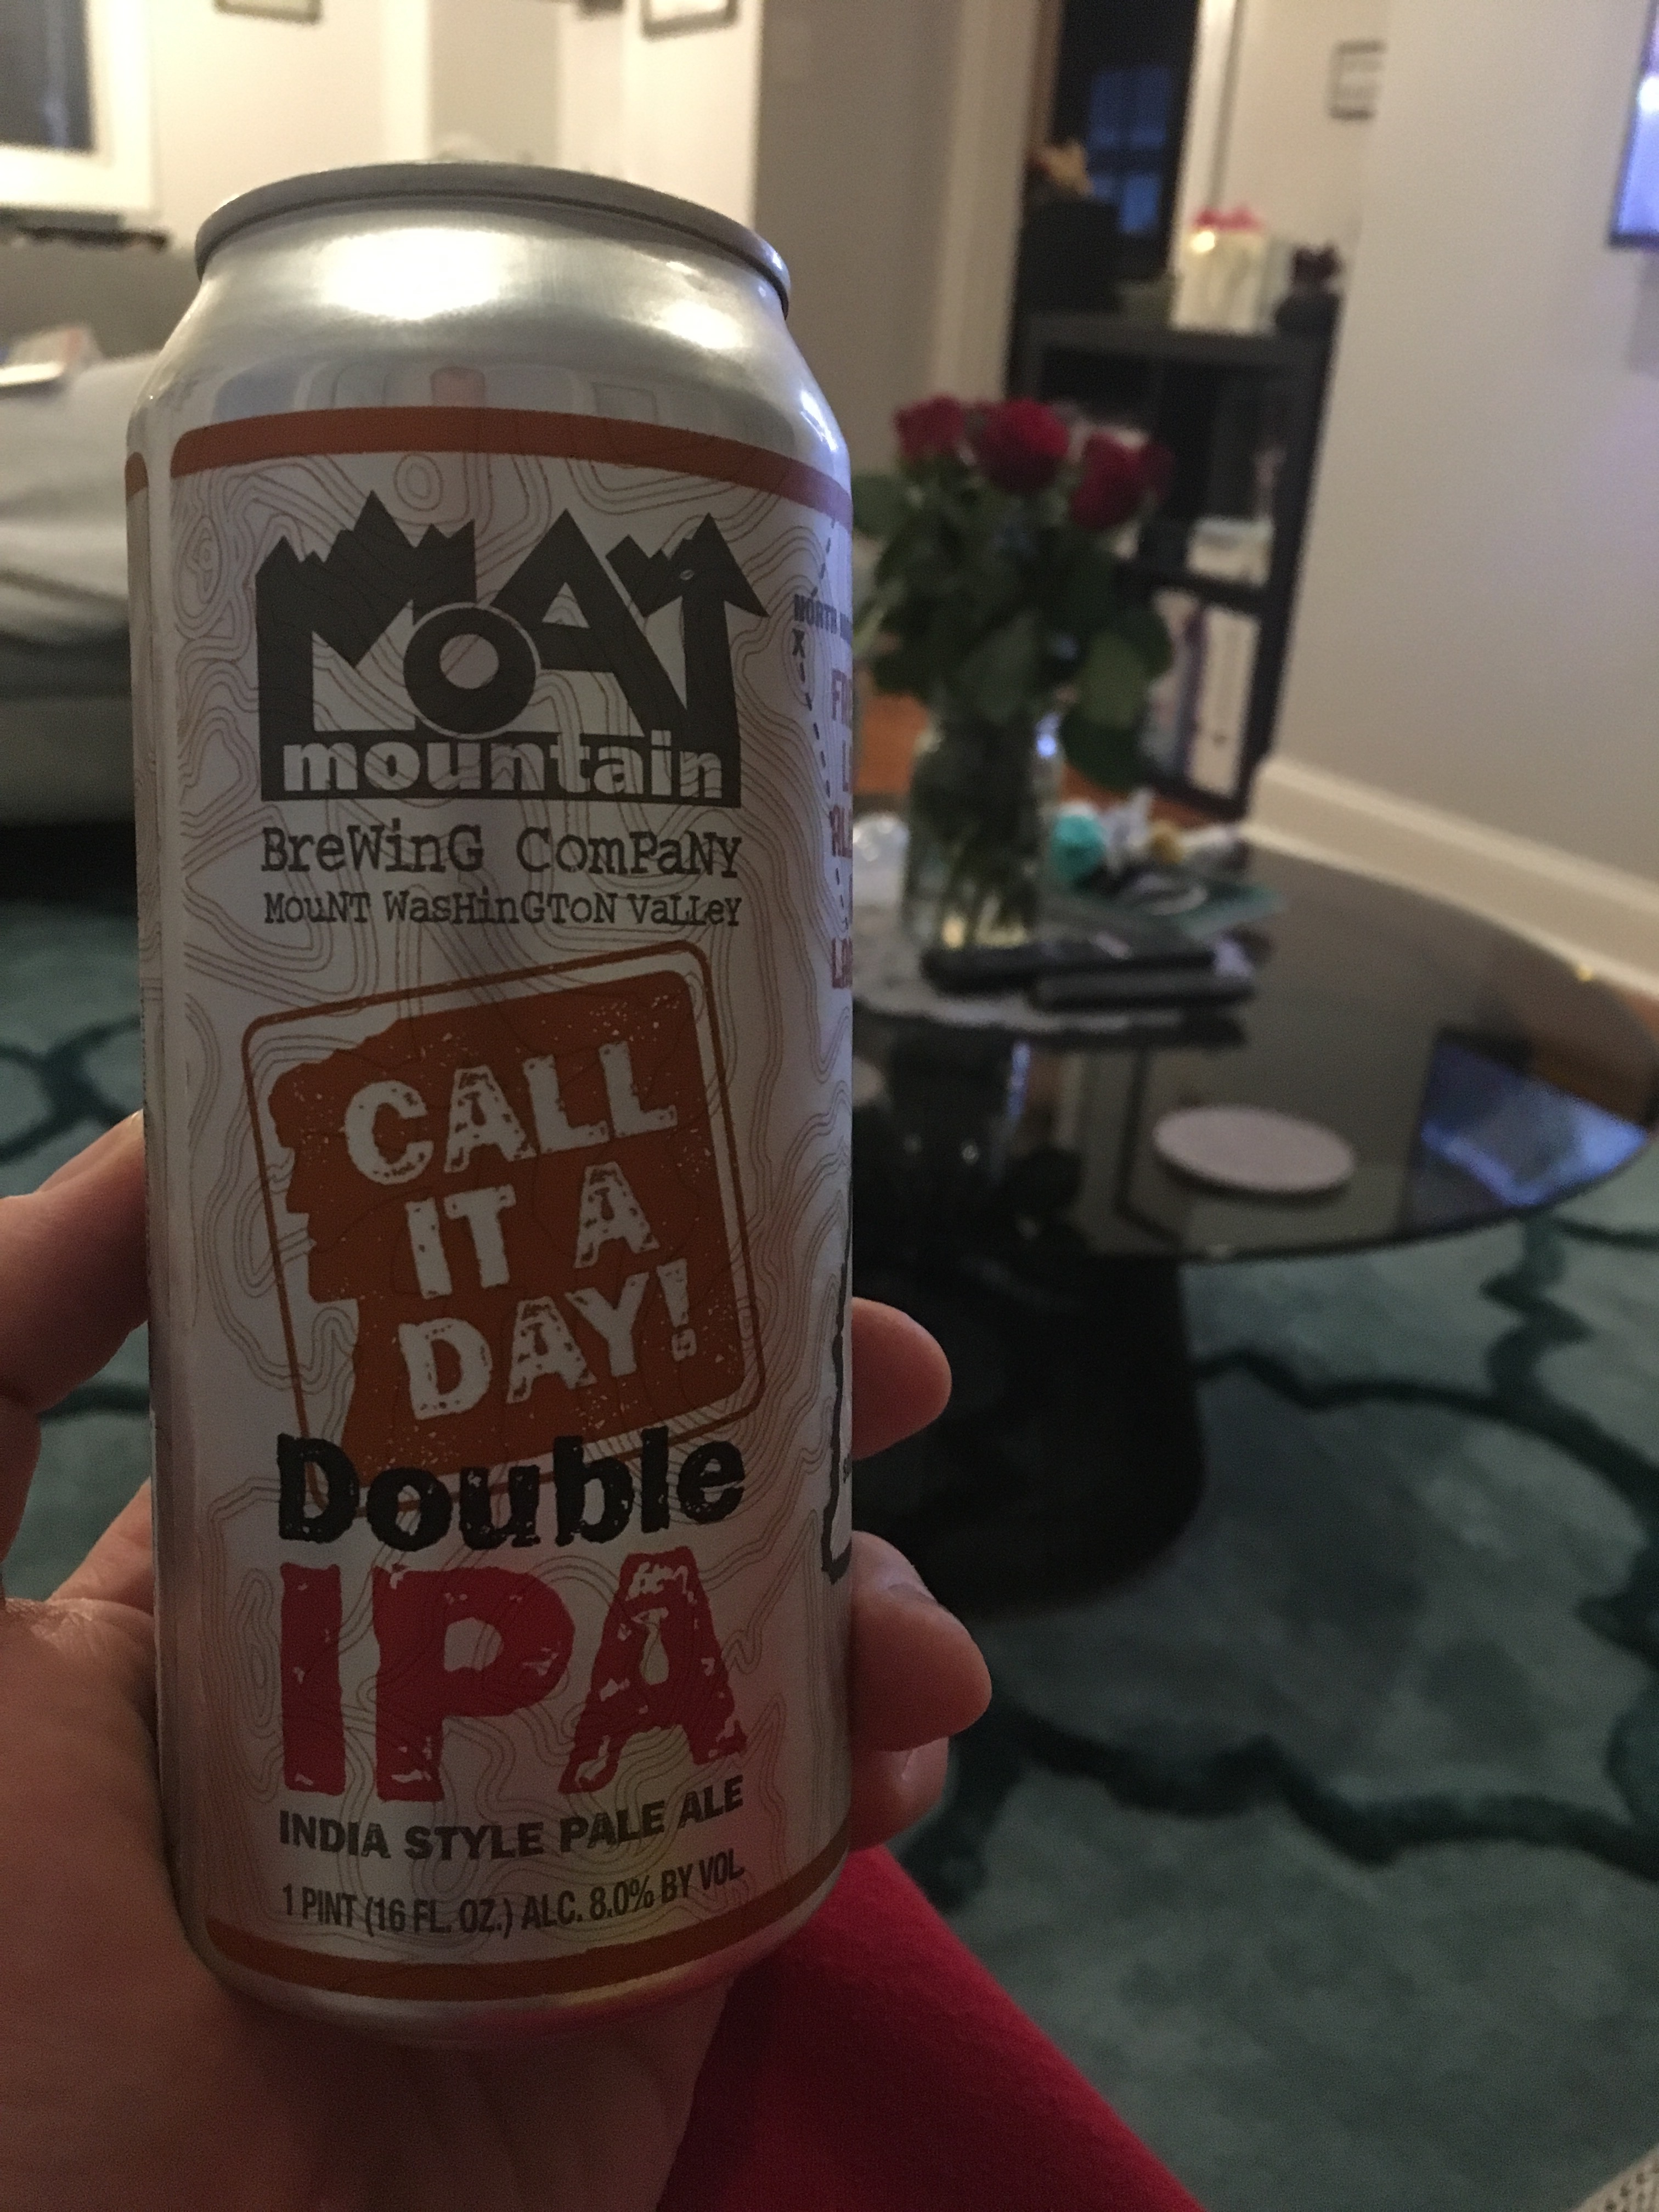 MOAT
mountain
BreWinG ComPaNy
MouNT WasHinGToN VaLLey
CALL
IT A
DAY!
Double
IPA
INDIA STYLE PALE ALE
1 PINT (16 FL. OZ.) ALC. 8.0% BY VOL.
NORTH